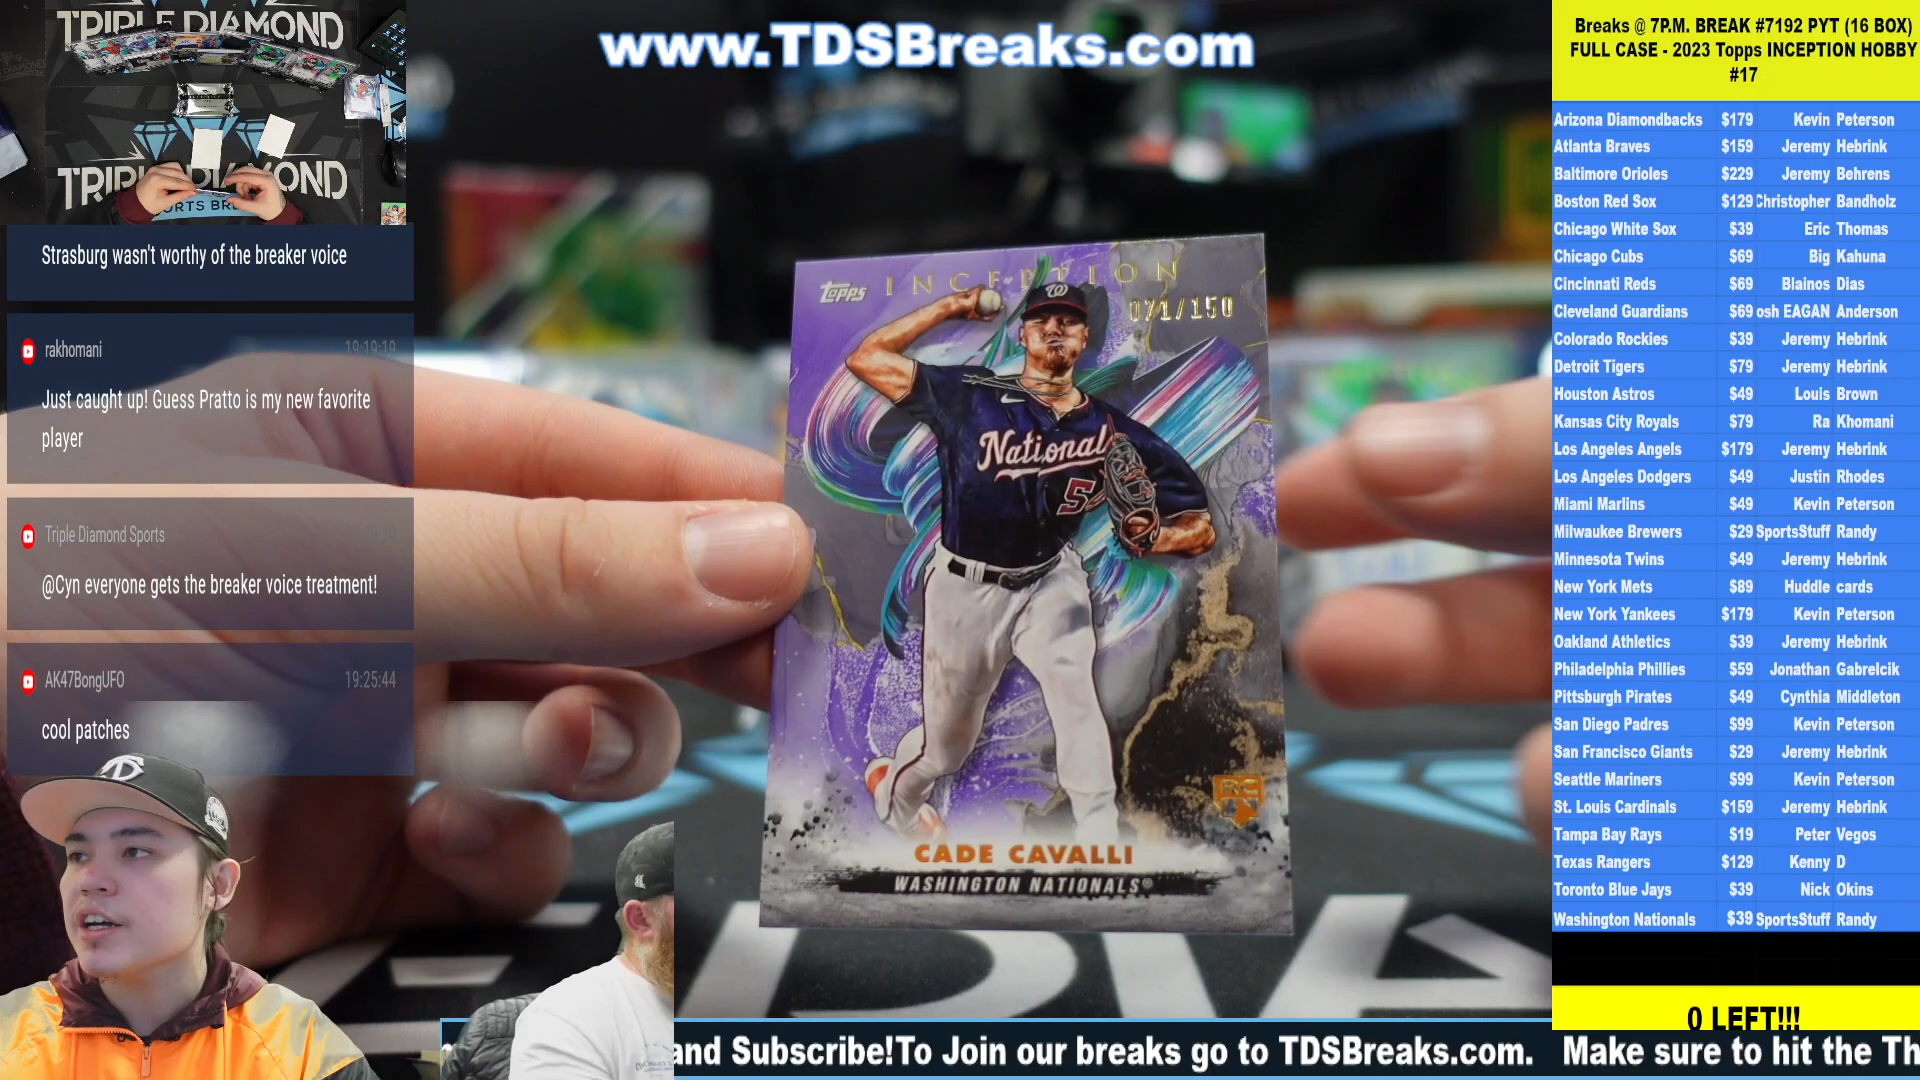 TRIPLE DIAMOND
TRIPLE DIAMOND
SPORTS BRE
www.TDSBreaks.com
Strasburg wasn't worthy of the breaker voice
rakhomani 19:19:19
Just caught up! Guess Pratto is my new favorite
player
Triple Diamond Sports
@Cyn everyone gets the breaker voice treatment!
AK47BongUFO 19:25:44
cool patches
Topps INCEPTION
071/150
W
Nationals
5
RC
CADE CAVALLI
WASHINGTON NATIONALS®
DIA
and Subscribe!To Join our breaks go to TDSBreaks.com. Make sure to hit the Th
Breaks @ 7P.M. BREAK #7192 PYT (16 BOX)
FULL CASE - 2023 Topps INCEPTION HOBBY
#17
Arizona Diamondbacks $179 Kevin Peterson
Atlanta Braves $159 Jeremy Hebrink
Baltimore Orioles $229 Jeremy Behrens
Boston Red Sox $129 Christopher Bandholz
Chicago White Sox $39 Eric Thomas
Chicago Cubs $69 Big Kahuna
Cincinnati Reds $69 Blainos Dias
Cleveland Guardians $69 osh EAGAN Anderson
Colorado Rockies $39 Jeremy Hebrink
Detroit Tigers $79 Jeremy Hebrink
Houston Astros $49 Louis Brown
Kansas City Royals $79 Ra Khomani
Los Angeles Angels $179 Jeremy Hebrink
Los Angeles Dodgers $49 Justin Rhodes
Miami Marlins $49 Kevin Peterson
Milwaukee Brewers $29 SportsStuff Randy
Minnesota Twins $49 Jeremy Hebrink
New York Mets $89 Huddle cards
New York Yankees $179 Kevin Peterson
Oakland Athletics $39 Jeremy Hebrink
Philadelphia Phillies $59 Jonathan Gabrelcik
Pittsburgh Pirates $49 Cynthia Middleton
San Diego Padres $99 Kevin Peterson
San Francisco Giants $29 Jeremy Hebrink
Seattle Mariners $99 Kevin Peterson
St. Louis Cardinals $159 Jeremy Hebrink
Tampa Bay Rays $19 Peter Vegos
Texas Rangers $129 Kenny D
Toronto Blue Jays $39 Nick Okins
Washington Nationals $39 SportsStuff Randy
0 LEFT!!!